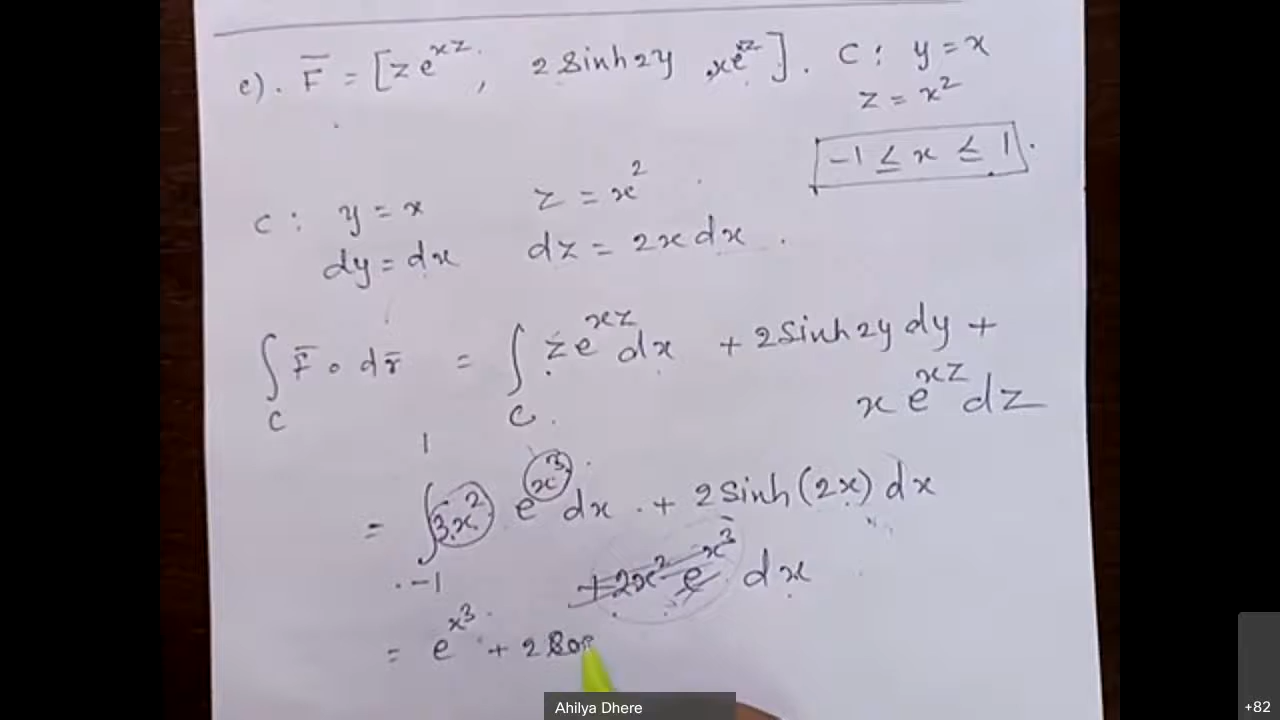 e). F̅ = [z e^{xz}, 2 sinh2y xe^{xz}]. C: y = x
z = x²
-1 ≤ x ≤ 1.
C: y = x z = x²
dy = dx dz = 2x dx.
∫_C F̅ ∘ dr̅ = ∫_C z e^{xz} dx + 2 sinh 2y dy +
x e^{xz} dz
= ∫_{-1}^{1} 3x² e^{x³} dx + 2 sinh (2x) dx
+2x² e^{x³} dx
= e^{x³} + 2
Ahilya Dhere
+82